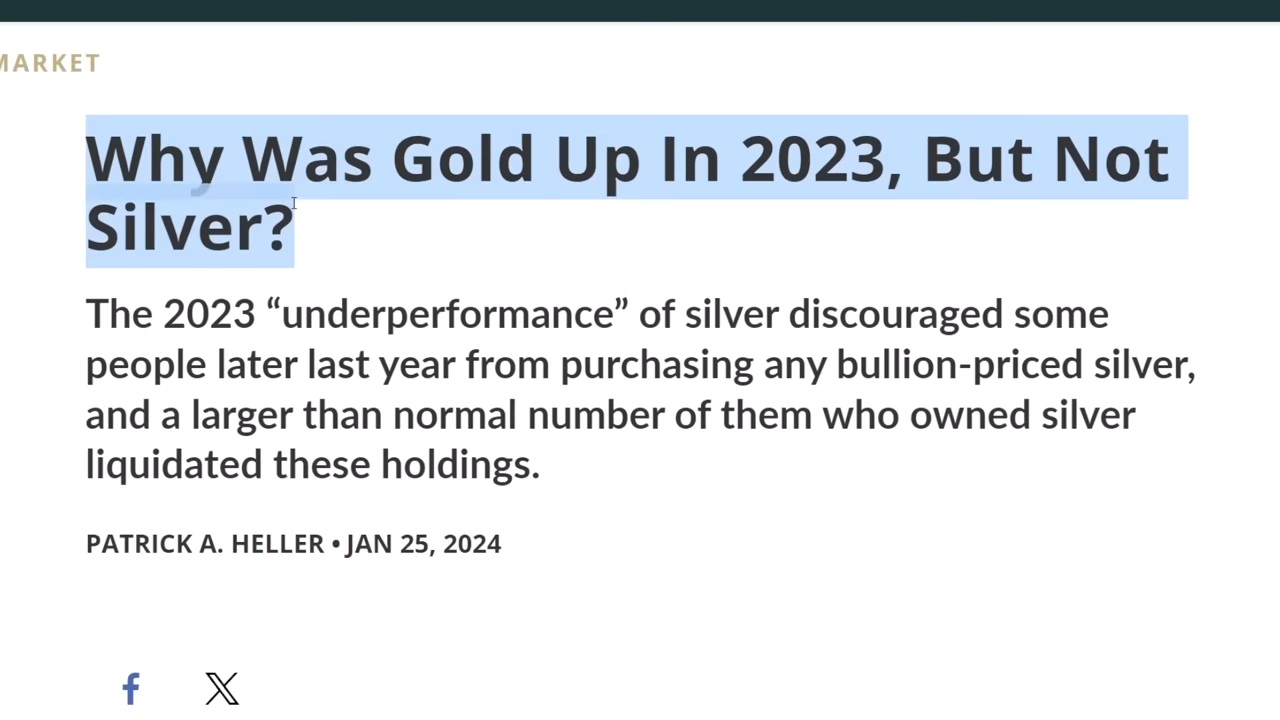 MARKET
Why Was Gold Up In 2023, But Not
Silver?
The 2023 “underperformance” of silver discouraged some
people later last year from purchasing any bullion-priced silver,
and a larger than normal number of them who owned silver
liquidated these holdings.
PATRICK A. HELLER • JAN 25, 2024